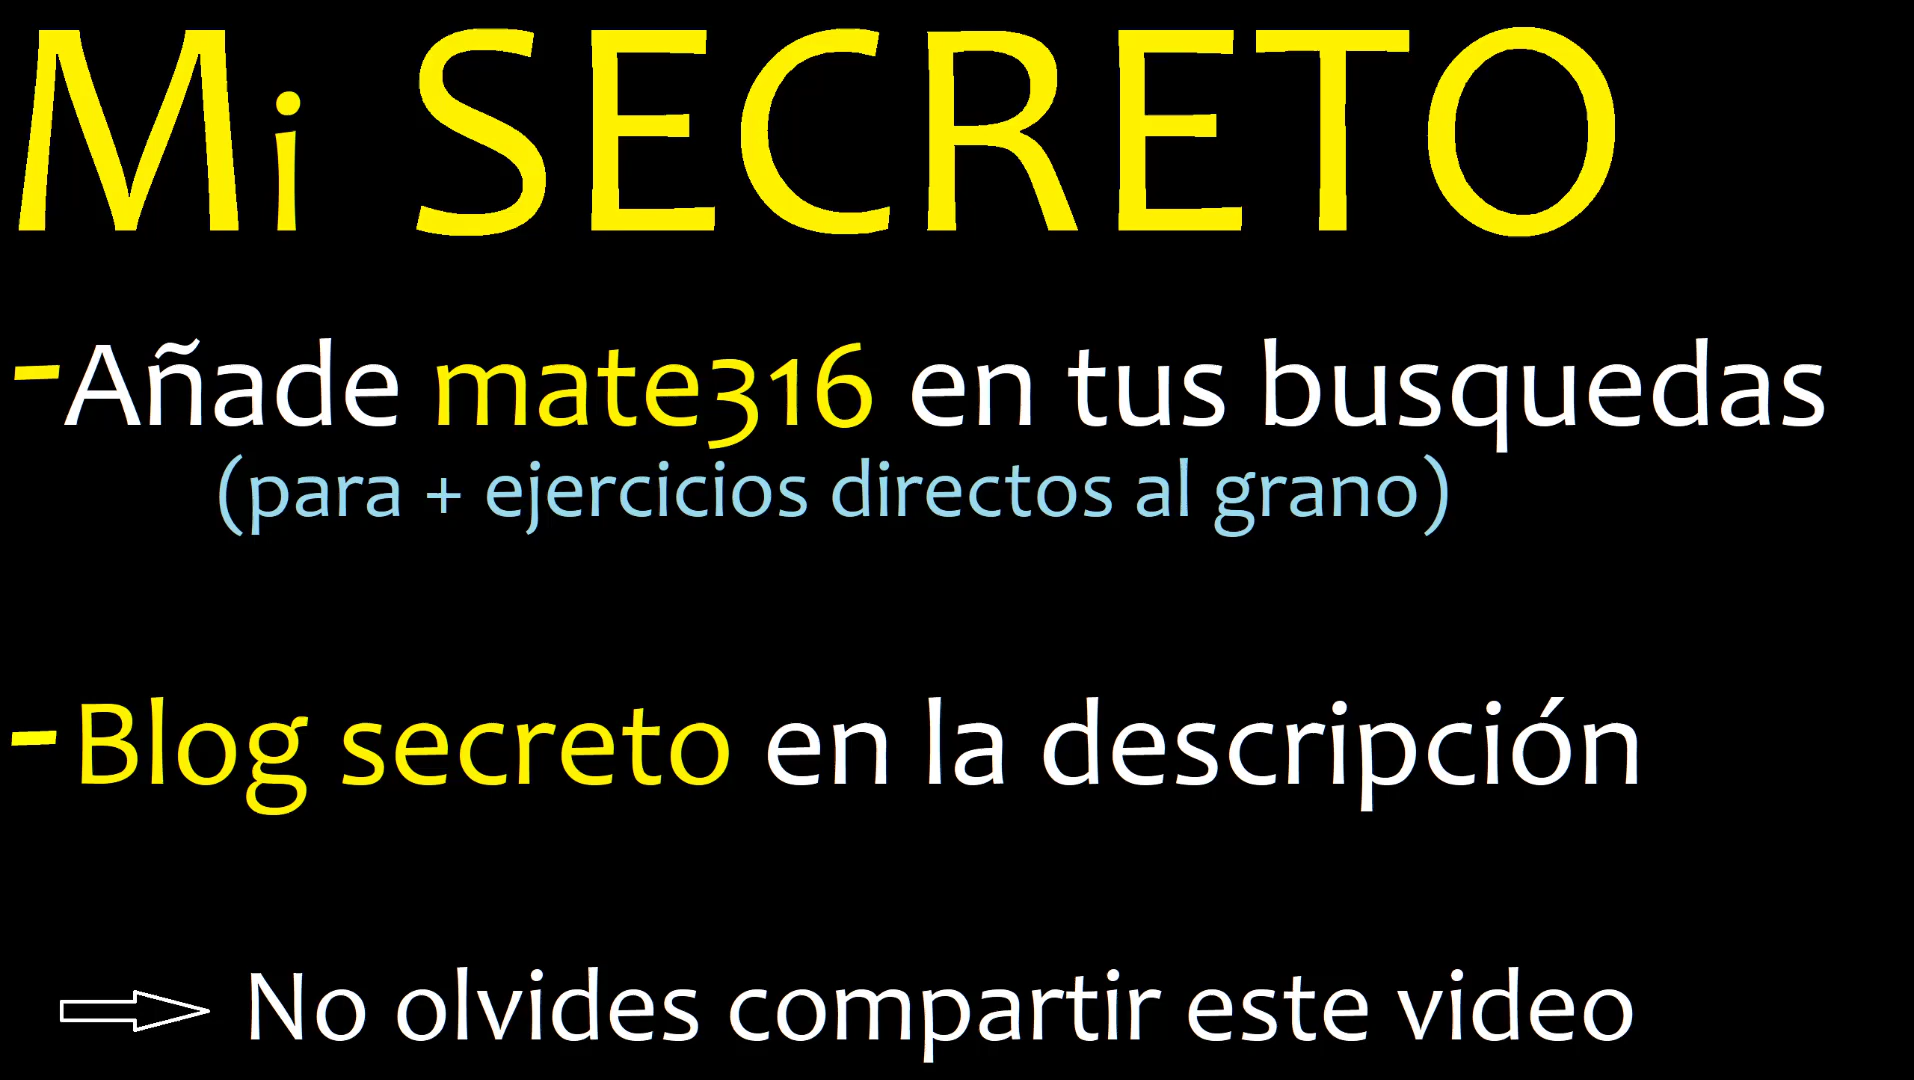 Mi SECRETO
-Añade mate316 en tus busquedas
(para + ejercicios directos al grano)
-Blog secreto en la descripción
No olvides compartir este video